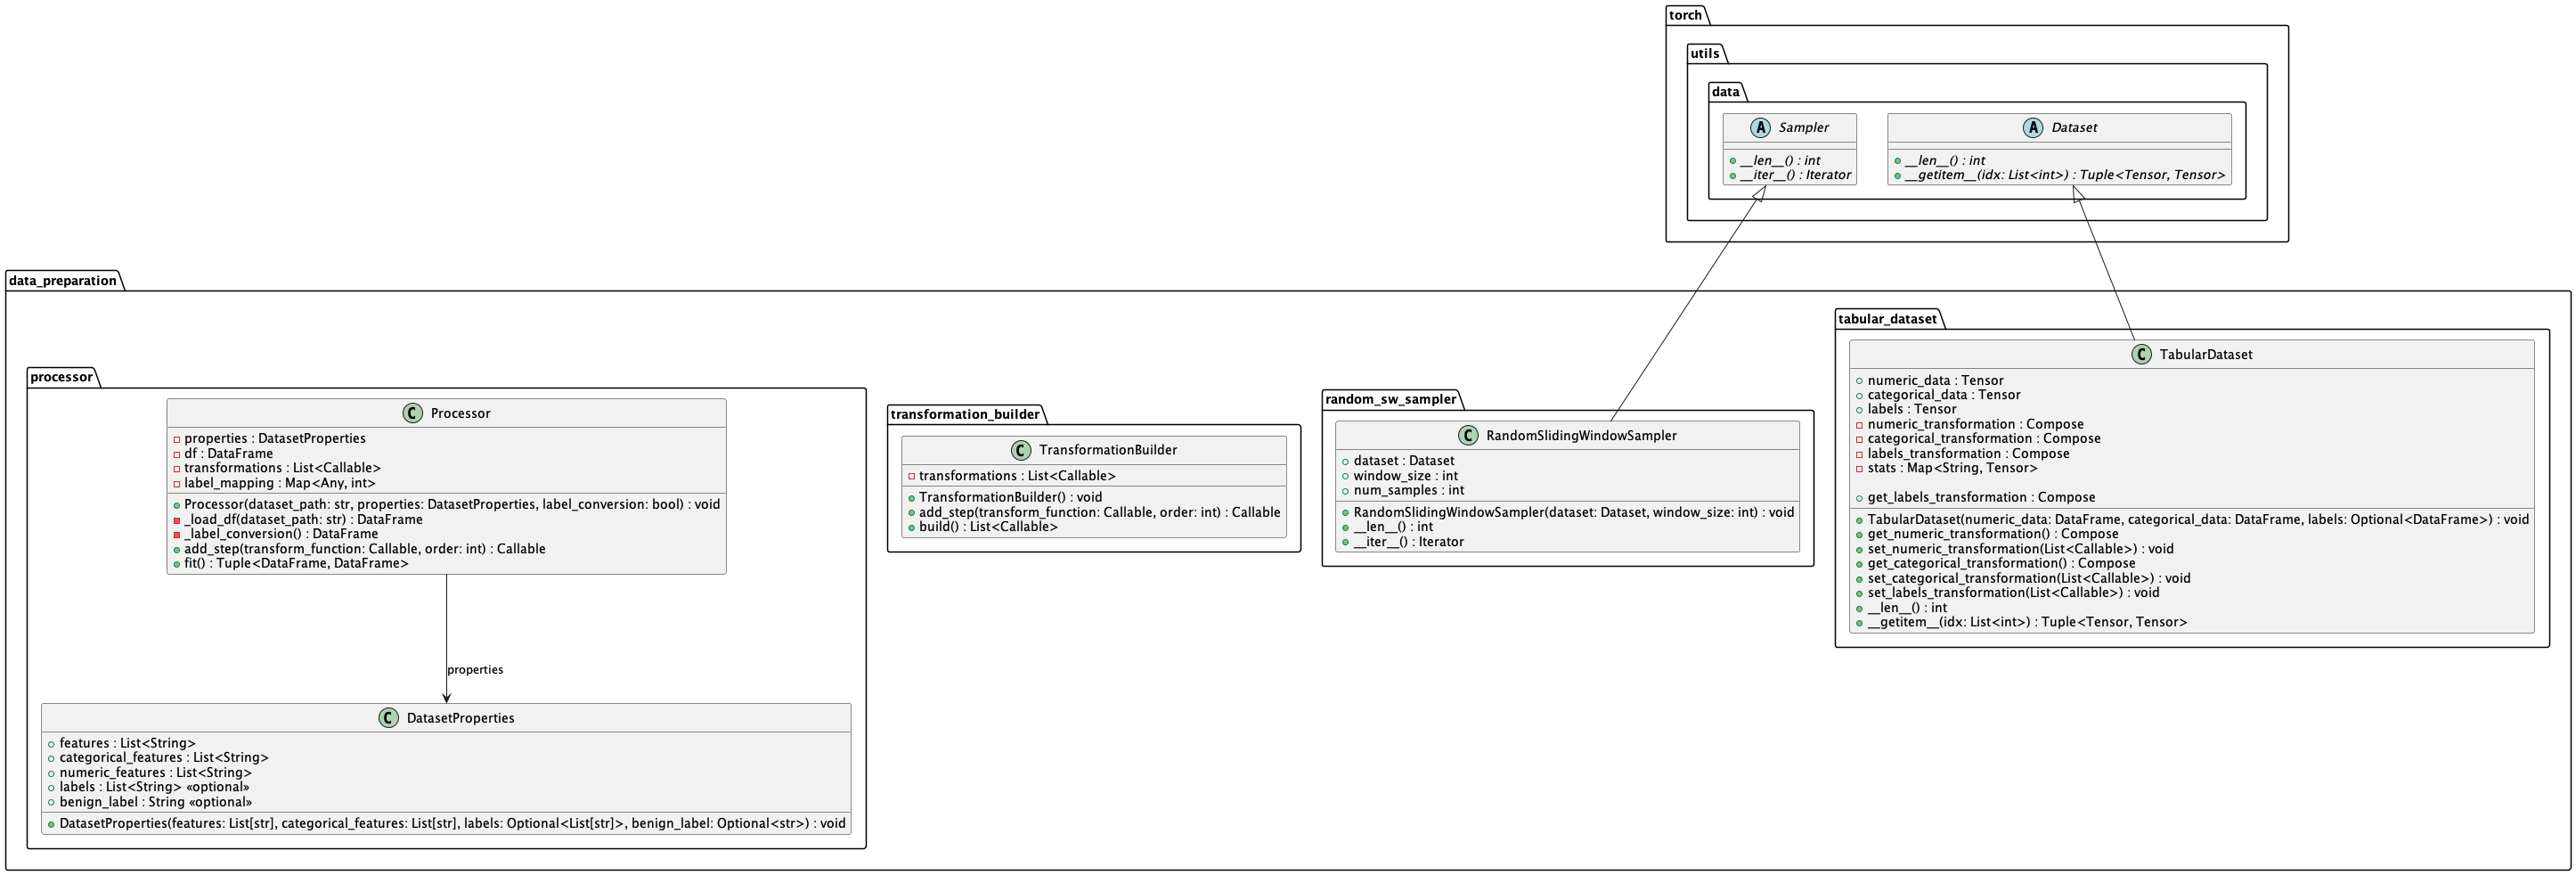 torch
utils
data
A Sampler
__len__() : int
__iter__() : Iterator
A Dataset
__len__() : int
__getitem__(idx: List<int>) : Tuple<Tensor, Tensor>
data_preparation
processor
C Processor
properties : DatasetProperties
df : DataFrame
transformations : List<Callable>
label_mapping : Map<Any, int>
Processor(dataset_path: str, properties: DatasetProperties, label_conversion: bool) : void
_load_df(dataset_path: str) : DataFrame
_label_conversion() : DataFrame
add_step(transform_function: Callable, order: int) : Callable
fit() : Tuple<DataFrame, DataFrame>
properties
C DatasetProperties
features : List<String>
categorical_features : List<String>
numeric_features : List<String>
labels : List<String> «optional»
benign_label : String «optional»
DatasetProperties(features: List[str], categorical_features: List[str], labels: Optional<List[str]>, benign_label: Optional<str>) : void
transformation_builder
C TransformationBuilder
transformations : List<Callable>
TransformationBuilder() : void
add_step(transform_function: Callable, order: int) : Callable
build() : List<Callable>
random_sw_sampler
C RandomSlidingWindowSampler
dataset : Dataset
window_size : int
num_samples : int
RandomSlidingWindowSampler(dataset: Dataset, window_size: int) : void
__len__() : int
__iter__() : Iterator
tabular_dataset
C TabularDataset
numeric_data : Tensor
categorical_data : Tensor
labels : Tensor
numeric_transformation : Compose
categorical_transformation : Compose
labels_transformation : Compose
stats : Map<String, Tensor>
get_labels_transformation : Compose
TabularDataset(numeric_data: DataFrame, categorical_data: DataFrame, labels: Optional<DataFrame>) : void
get_numeric_transformation() : Compose
set_numeric_transformation(List<Callable>) : void
get_categorical_transformation() : Compose
set_categorical_transformation(List<Callable>) : void
set_labels_transformation(List<Callable>) : void
__len__() : int
__getitem__(idx: List<int>) : Tuple<Tensor, Tensor>